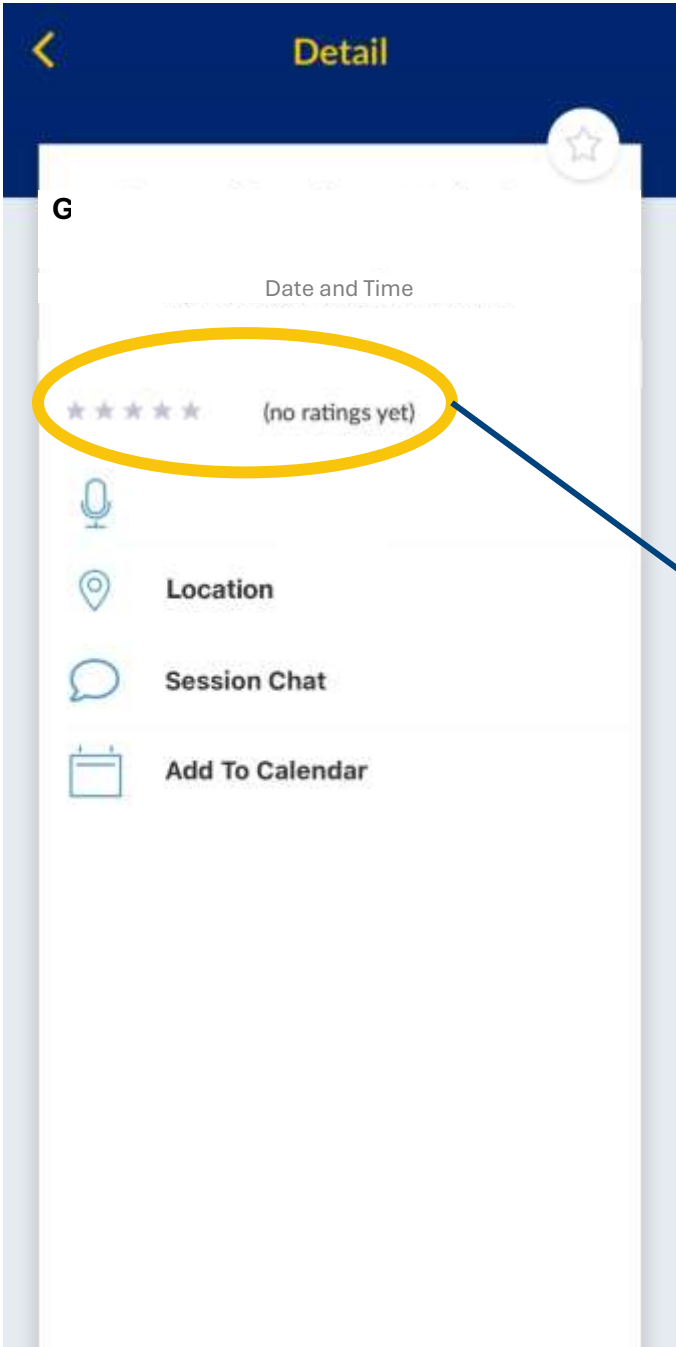 Detail
G
Date and Time
(no ratings yet)
Location
Session Chat
Add To Calendar